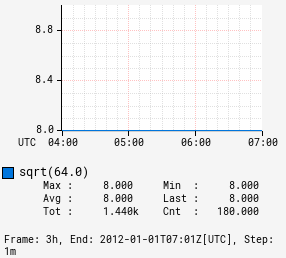 8.8
8.4
8.0
UTC 04:00 05:00 06:00 07:00
sqrt(64.0)
Max : 8.000 Min : 8.000
Avg : 8.000 Last : 8.000
Tot : 1.440k Cnt : 180.000
Frame: 3h, End: 2012-01-01T07:01Z[UTC], Step:
1m